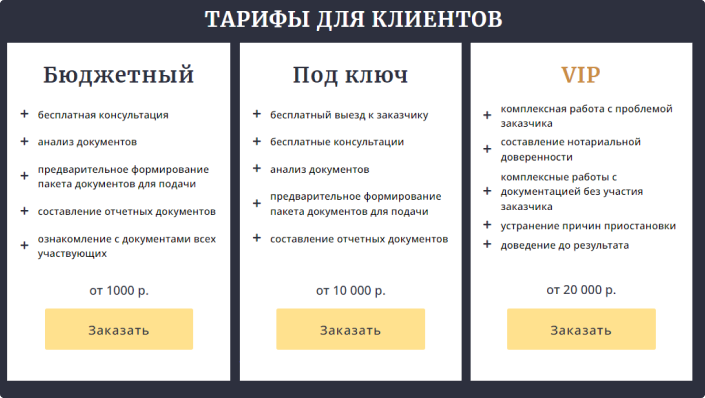 ТАРИФЫ ДЛЯ КЛИЕНТОВ
Бюджетный
+ бесплатная консультация
+ анализ документов
+ предварительное формирование
пакета документов для подачи
+ составление отчетных документов
+ ознакомление с документами всех
участвующих
от 1000 р.
Заказать
Под ключ
+ бесплатный выезд к заказчику
+ бесплатные консультации
+ анализ документов
+ предварительное формирование
пакета документов для подачи
+ составление отчетных документов
от 10 000 р.
Заказать
VIP
+ комплексная работа с проблемой
заказчика
+ составление нотариальной
доверенности
+ комплексные работы с
документацией без участия
заказчика
+ устранение причин приостановки
+ доведение до результата
от 20 000 р.
Заказать